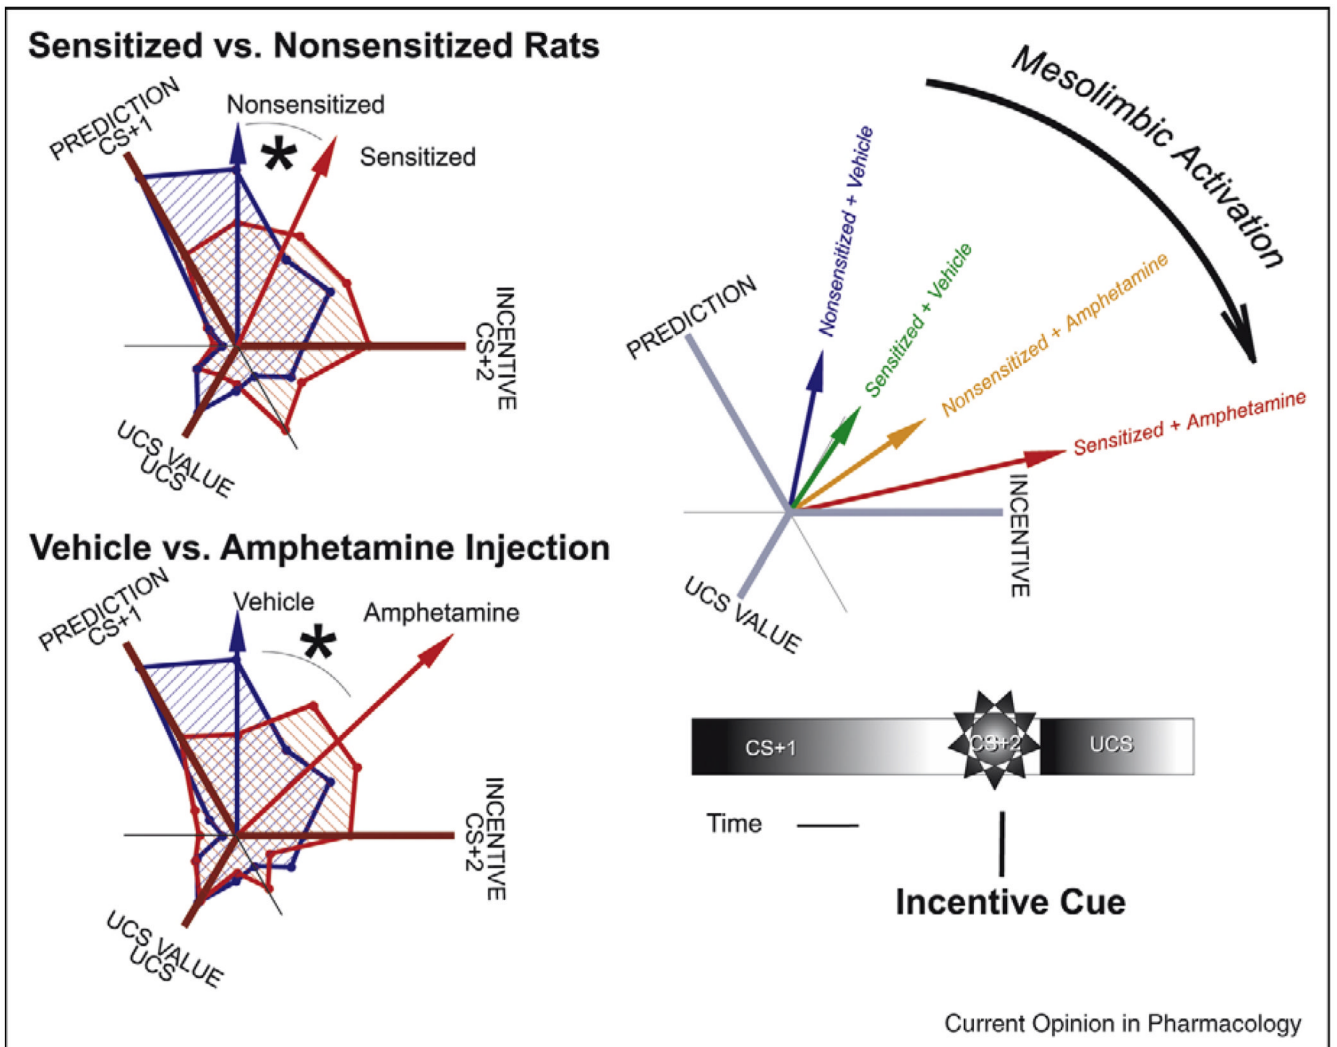 Sensitized vs. Nonsensitized Rats
PREDICTION
CS+1
Nonsensitized
*
Sensitized
INCENTIVE
CS+2
UCS VALUE
UCS
Vehicle vs. Amphetamine Injection
PREDICTION
CS+1
Vehicle
*
Amphetamine
INCENTIVE
CS+2
UCS VALUE
UCS
Mesolimbic Activation
PREDICTION
Nonsensitized + Vehicle
Sensitized + Vehicle
Nonsensitized + Amphetamine
Sensitized + Amphetamine
INCENTIVE
UCS VALUE
CS+1
CS+2
UCS
Time
Incentive Cue
Current Opinion in Pharmacology